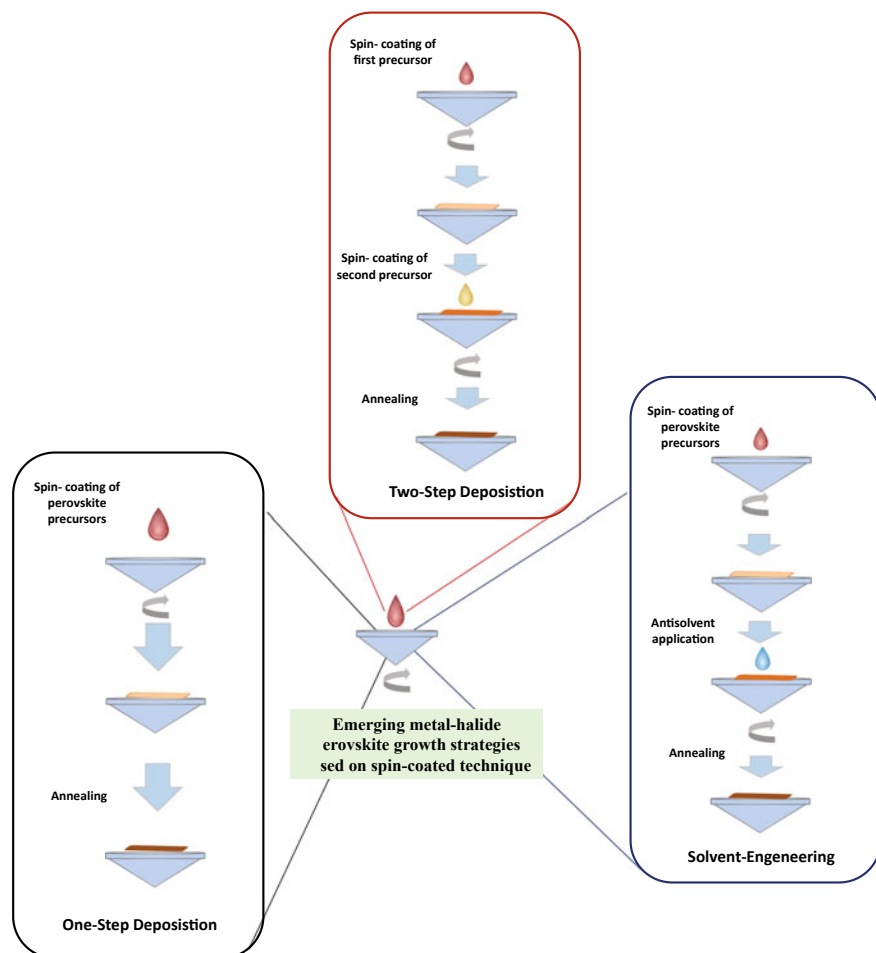 Spin- coating of
first precursor
Spin- coating of
second precursor
Annealing
Two-Step Deposistion
Spin- coating of
perovskite
precursors
Annealing
One-Step Deposistion
Spin- coating of
perovskite
precursors
Antisolvent
application
Annealing
Solvent-Engeneering
Emerging metal-halide
erovskite growth strategies
sed on spin-coated technique